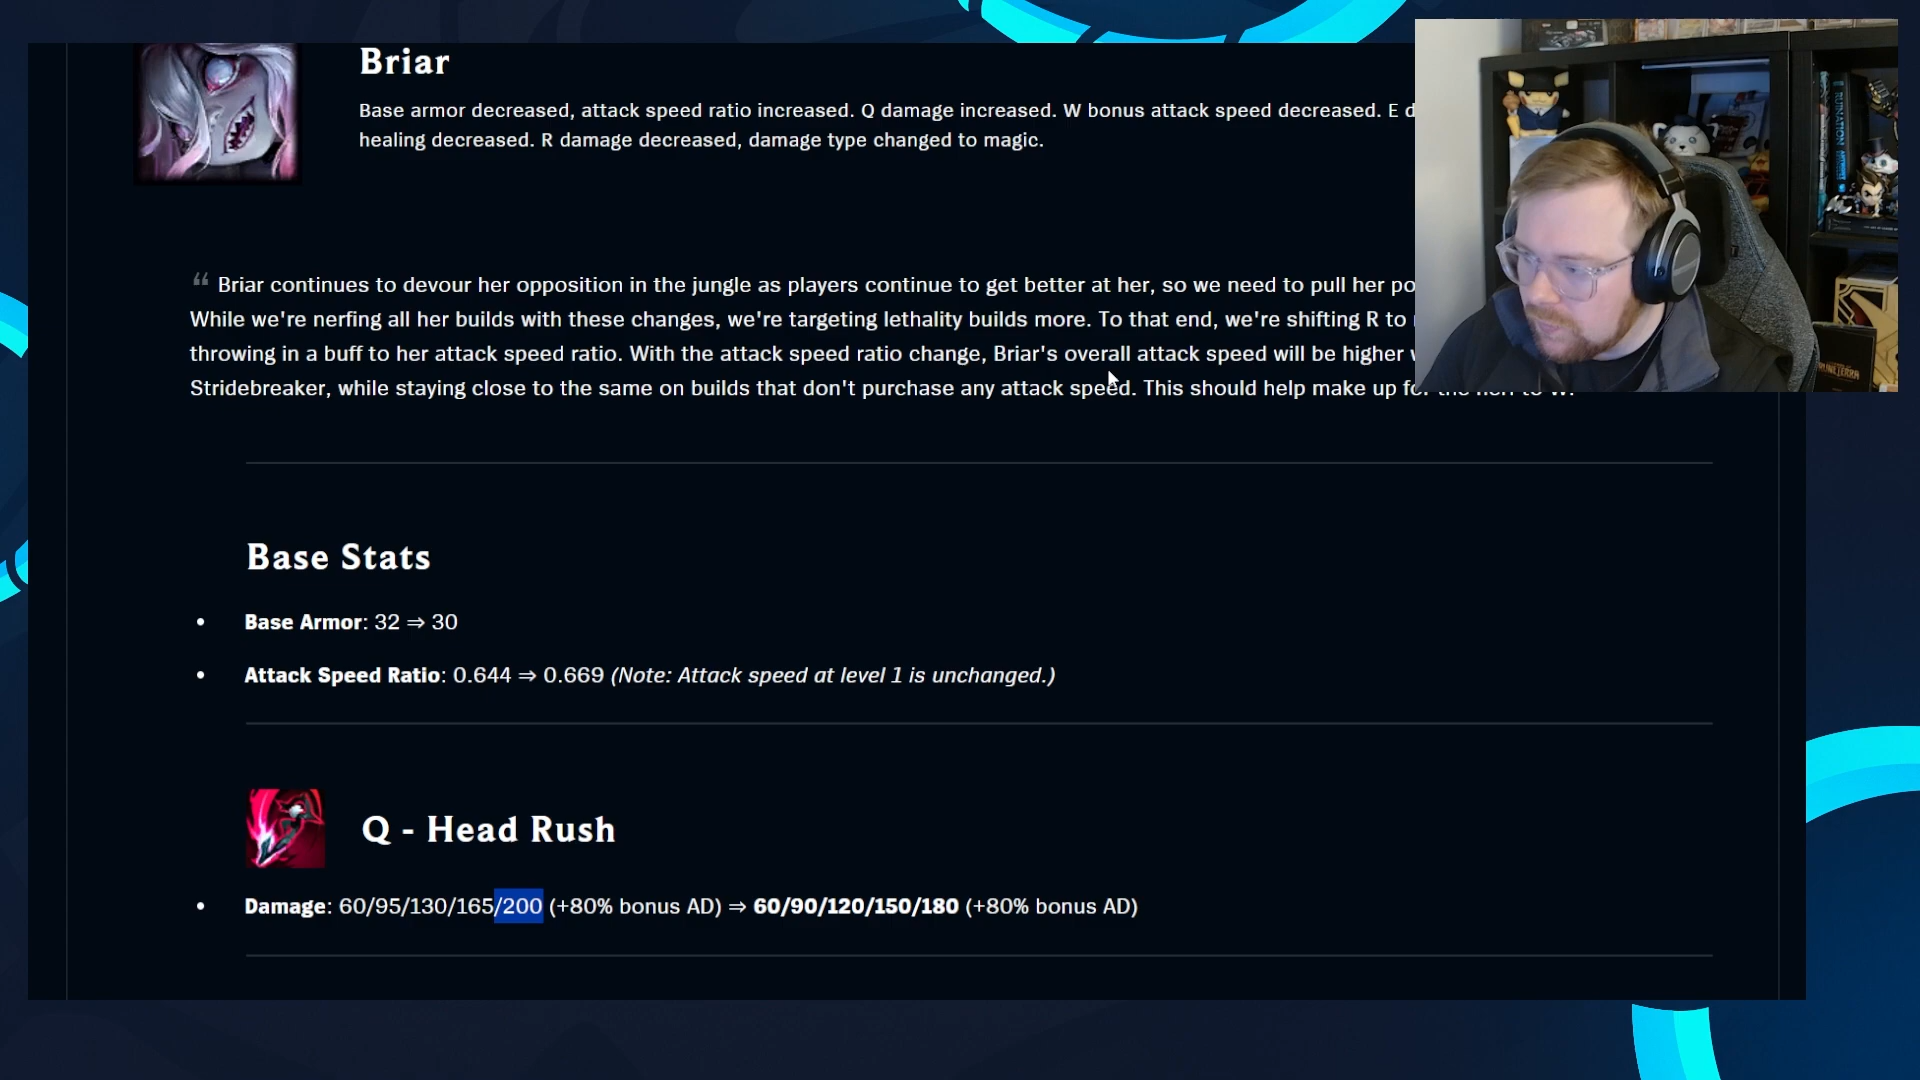 Briar
Base armor decreased, attack speed ratio increased. Q damage increased. W bonus attack speed decreased. E
healing decreased. R damage decreased, damage type changed to magic.
“ Briar continues to devour her opposition in the jungle as players continue to get better at her, so we need to pull her
While we're nerfing all her builds with these changes, we're targeting lethality builds more. To that end, we're shifting R to
throwing in a buff to her attack speed ratio. With the attack speed ratio change, Briar's overall attack speed will be higher
Stridebreaker, while staying close to the same on builds that don't purchase any attack speed. This should help make up
Base Stats
• Base Armor: 32 ⇒ 30
• Attack Speed Ratio: 0.644 ⇒ 0.669 (Note: Attack speed at level 1 is unchanged.)
Q - Head Rush
• Damage: 60/95/130/165/200 (+80% bonus AD) ⇒ 60/90/120/150/180 (+80% bonus AD)